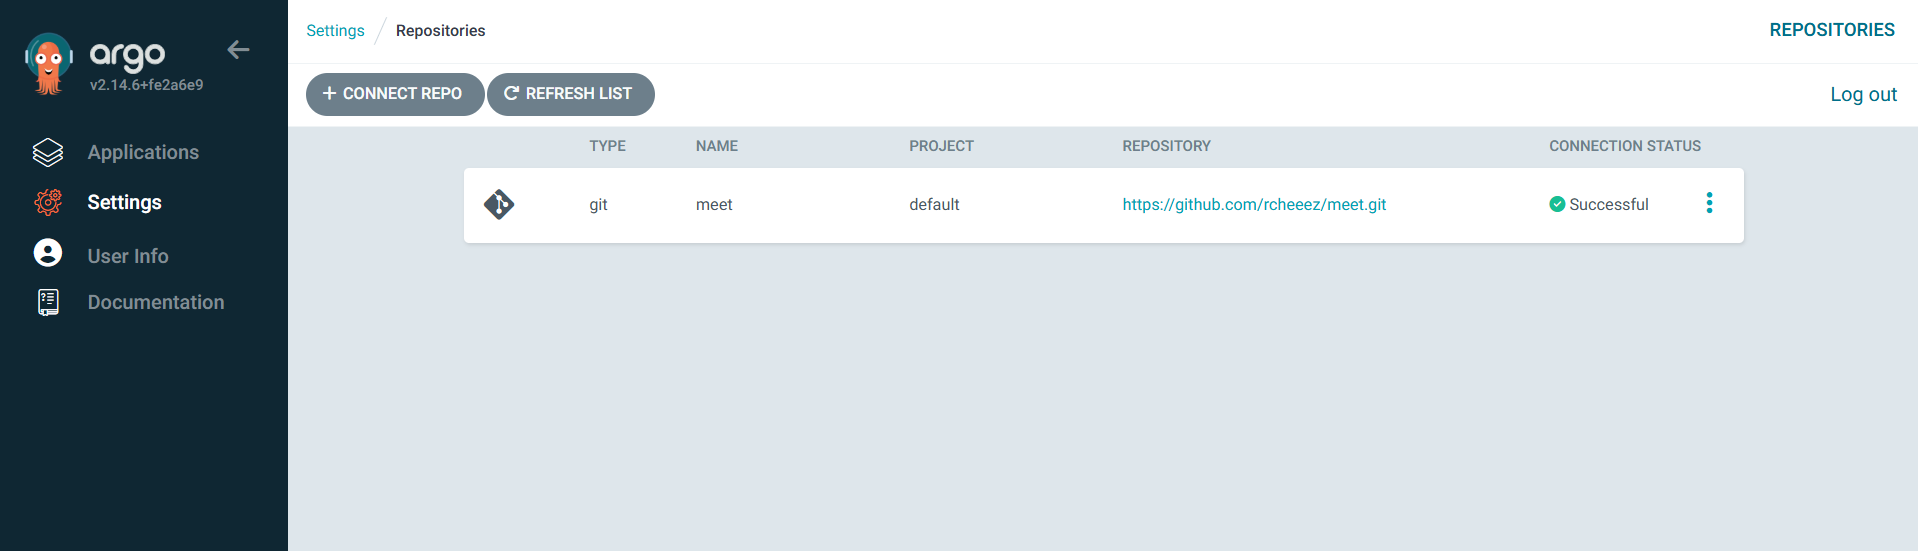 argo
v2.14.6+fe2a6e9
Applications
Settings
User Info
Documentation
Settings / Repositories
REPOSITORIES
+ CONNECT REPO REFRESH LIST
Log out
TYPE NAME PROJECT REPOSITORY CONNECTION STATUS
git meet default https://github.com/rcheeez/meet.git Successful